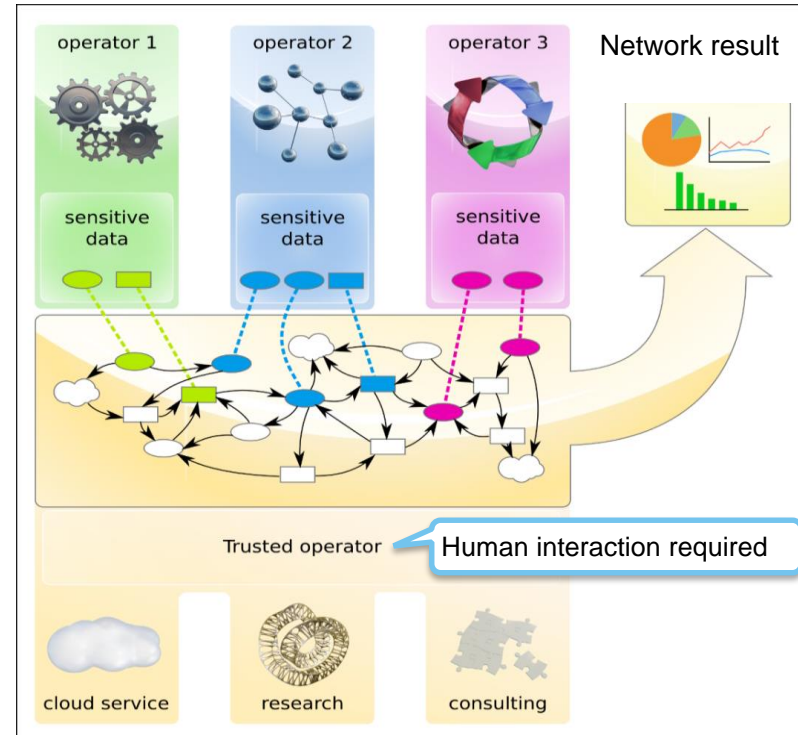 operator 1
operator 2
operator 3
Network result
sensitive
data
sensitive
data
sensitive
data
Trusted operator
Human interaction required
cloud service
research
consulting